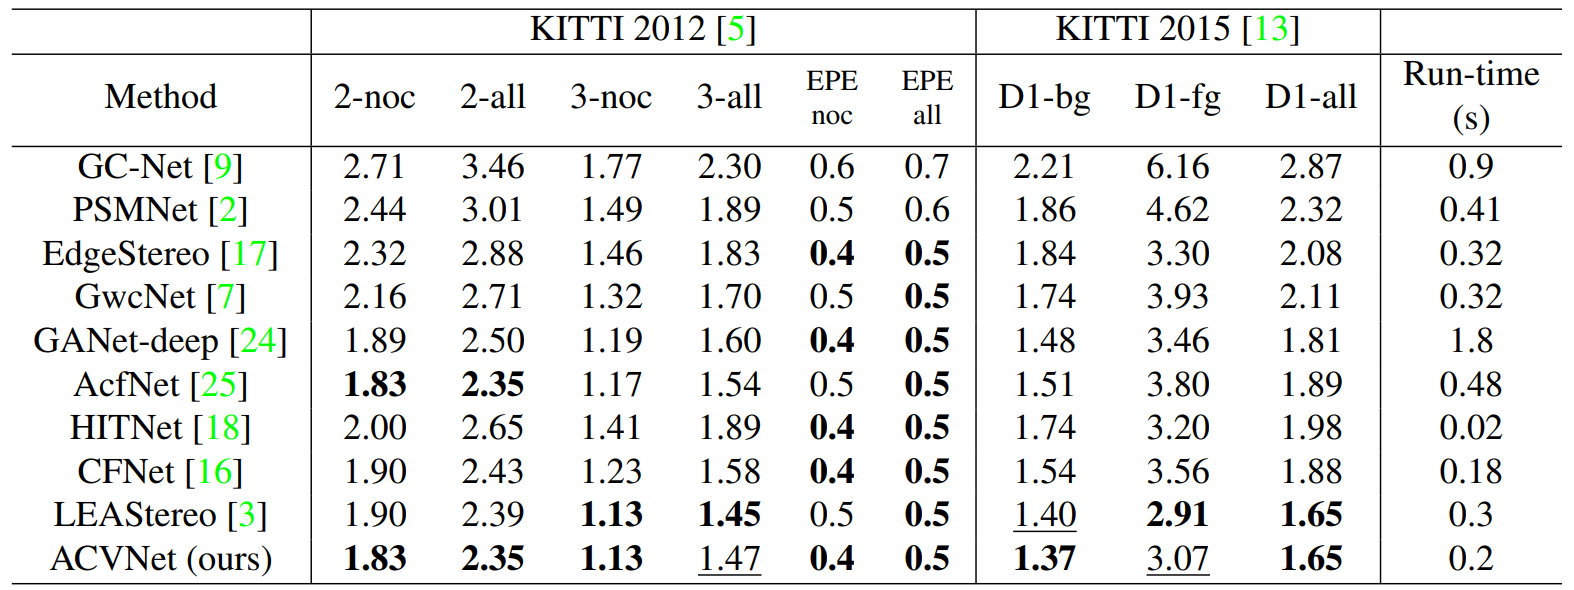 KITTI 2012 [5] KITTI 2015 [13]
Method 2-noc 2-all 3-noc 3-all EPE noc EPE all D1-bg D1-fg D1-all Run-time (s)
GC-Net [9] 2.71 3.46 1.77 2.30 0.6 0.7 2.21 6.16 2.87 0.9
PSMNet [2] 2.44 3.01 1.49 1.89 0.5 0.6 1.86 4.62 2.32 0.41
EdgeStereo [17] 2.32 2.88 1.46 1.83 0.4 0.5 1.84 3.30 2.08 0.32
GwcNet [7] 2.16 2.71 1.32 1.70 0.5 0.5 1.74 3.93 2.11 0.32
GANet-deep [24] 1.89 2.50 1.19 1.60 0.4 0.5 1.48 3.46 1.81 1.8
AcfNet [25] 1.83 2.35 1.17 1.54 0.5 0.5 1.51 3.80 1.89 0.48
HITNet [18] 2.00 2.65 1.41 1.89 0.4 0.5 1.74 3.20 1.98 0.02
CFNet [16] 1.90 2.43 1.23 1.58 0.4 0.5 1.54 3.56 1.88 0.18
LEAStereo [3] 1.90 2.39 1.13 1.45 0.5 0.5 1.40 2.91 1.65 0.3
ACVNet (ours) 1.83 2.35 1.13 1.47 0.4 0.5 1.37 3.07 1.65 0.2